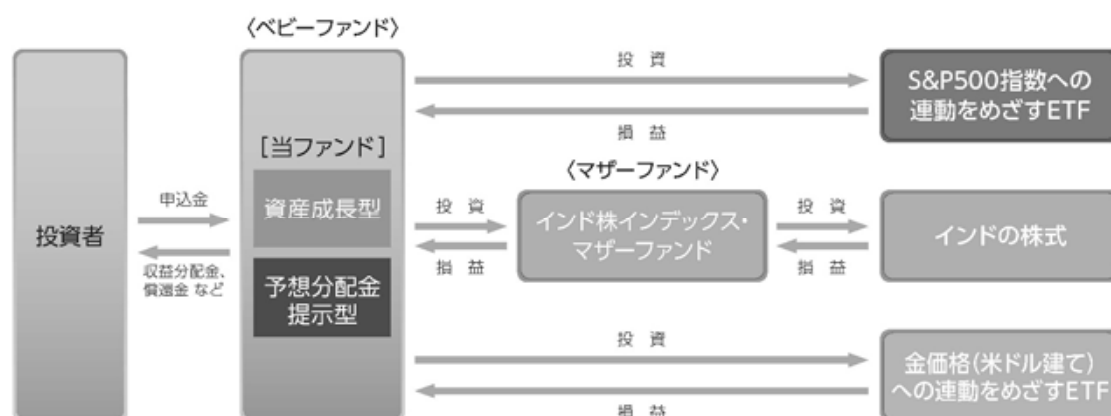 〈ベビーファンド〉
投資者
申込金
収益分配金、
償還金 など
[当ファンド]
資産成長型
予想分配金
提示型
投 資
損 益
S&P500指数への
連動をめざすETF
〈マザーファンド〉
投 資
損 益
インド株インデックス・
マザーファンド
投 資
損 益
インドの株式
投 資
損 益
金価格(米ドル建て)
への連動をめざすETF